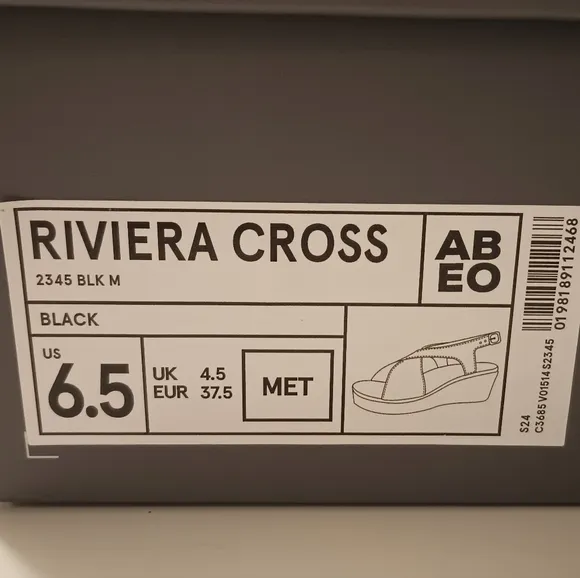 RIVIERA CROSS
2345 BLK M
AB
EO
BLACK
US
6.5
UK 4.5
EUR 37.5
MET
0198189112468
S24
C3685 V01514 S2345